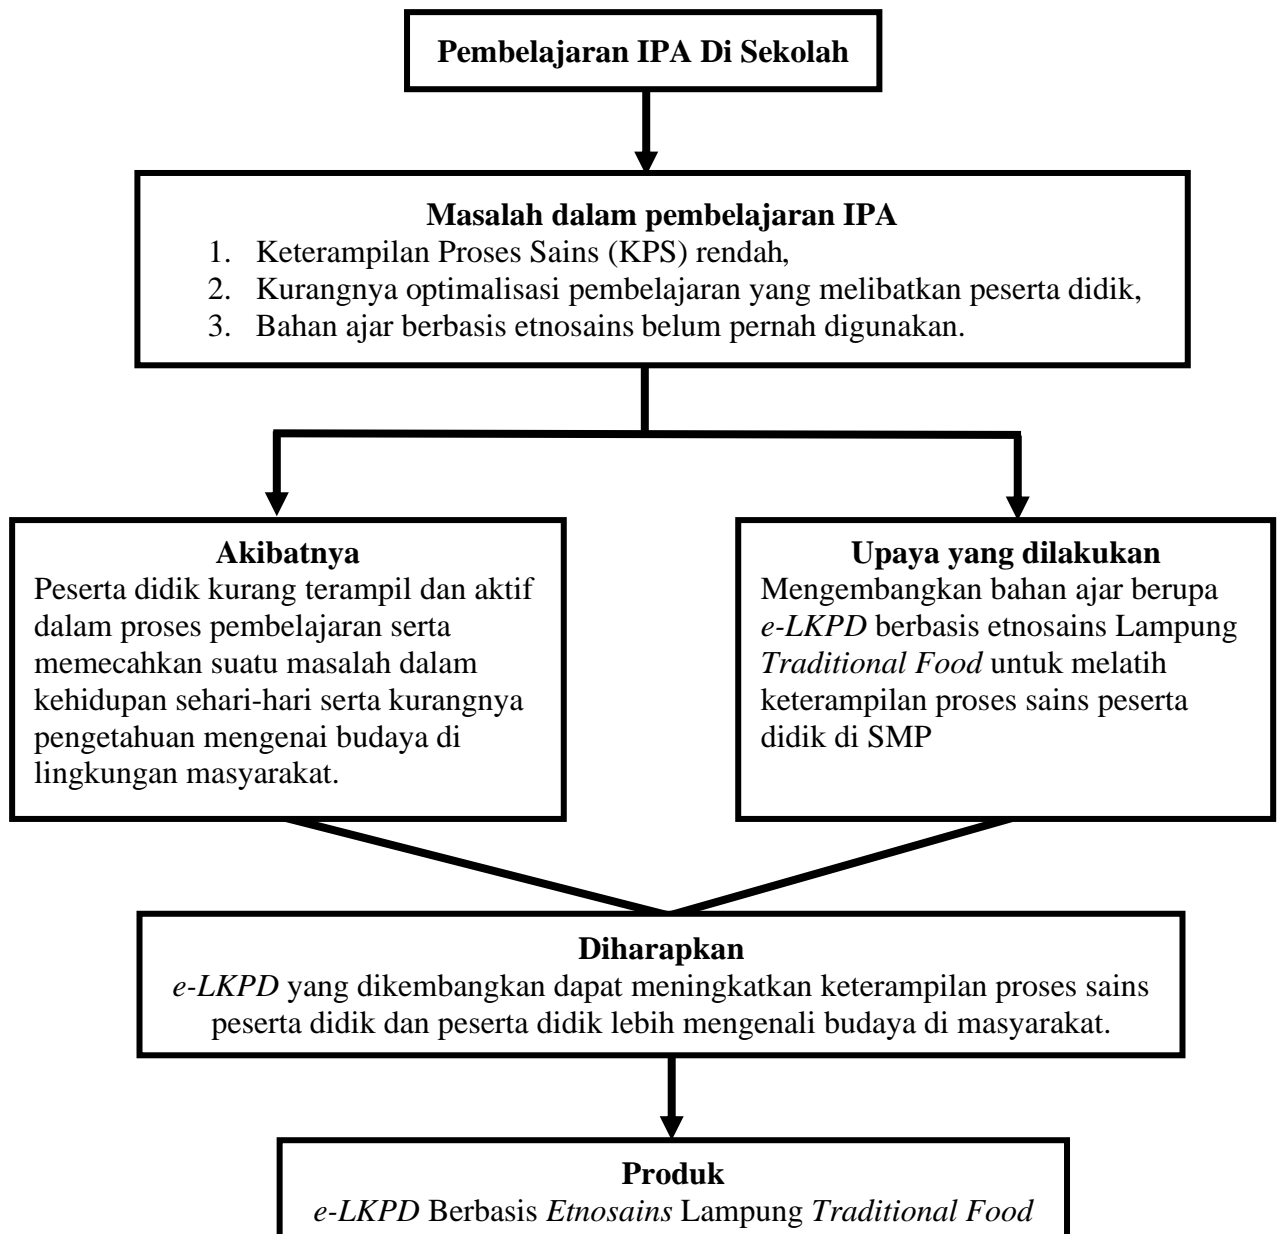 Pembelajaran IPA Di Sekolah
Masalah dalam pembelajaran IPA
1. Keterampilan Proses Sains (KPS) rendah,
2. Kurangnya optimalisasi pembelajaran yang melibatkan peserta didik,
3. Bahan ajar berbasis etnosains belum pernah digunakan.
Akibatnya
Peserta didik kurang terampil dan aktif
dalam proses pembelajaran serta
memecahkan suatu masalah dalam
kehidupan sehari-hari serta kurangnya
pengetahuan mengenai budaya di
lingkungan masyarakat.
Upaya yang dilakukan
Mengembangkan bahan ajar berupa
e-LKPD berbasis etnosains Lampung
Traditional Food untuk melatih
keterampilan proses sains peserta
didik di SMP
Diharapkan
e-LKPD yang dikembangkan dapat meningkatkan keterampilan proses sains
peserta didik dan peserta didik lebih mengenali budaya di masyarakat.
Produk
e-LKPD Berbasis Etnosains Lampung Traditional Food